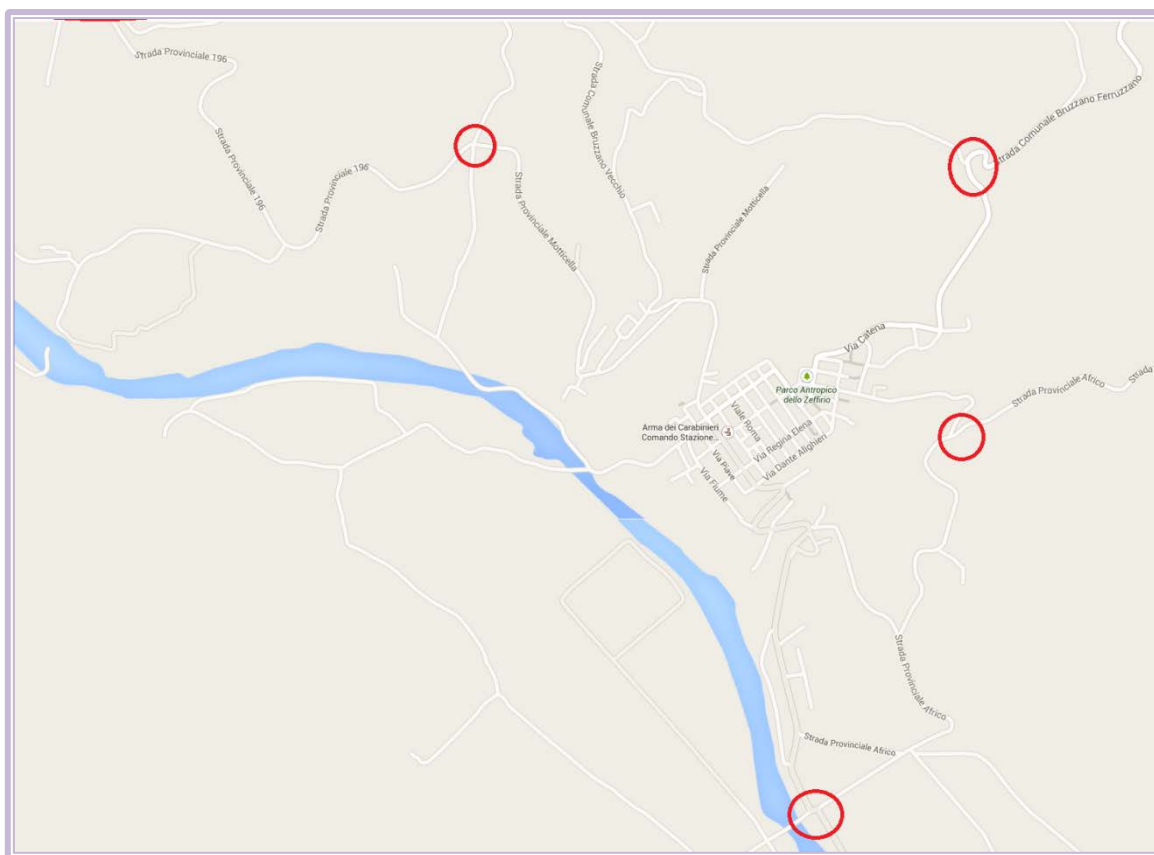 Strada Provinciale 196
Strada Provinciale 196
Strada Provinciale 196
Strada Comunale Bruzzano Vecchio
Strada Provinciale Motticella
Strada Provinciale Motticella
Strada Comunale Bruzzano Ferruzzano
Via Catena
Parco Antropico
dello Zeffirio
Strada Provinciale Africo
Strada
Arma dei Carabinieri
Comando Stazione...
Viale Roma
Via Regina Elena
Via Dante Alighieri
Via Piave
Via Fiume
Strada Provinciale Africo
Strada Provinciale Africo